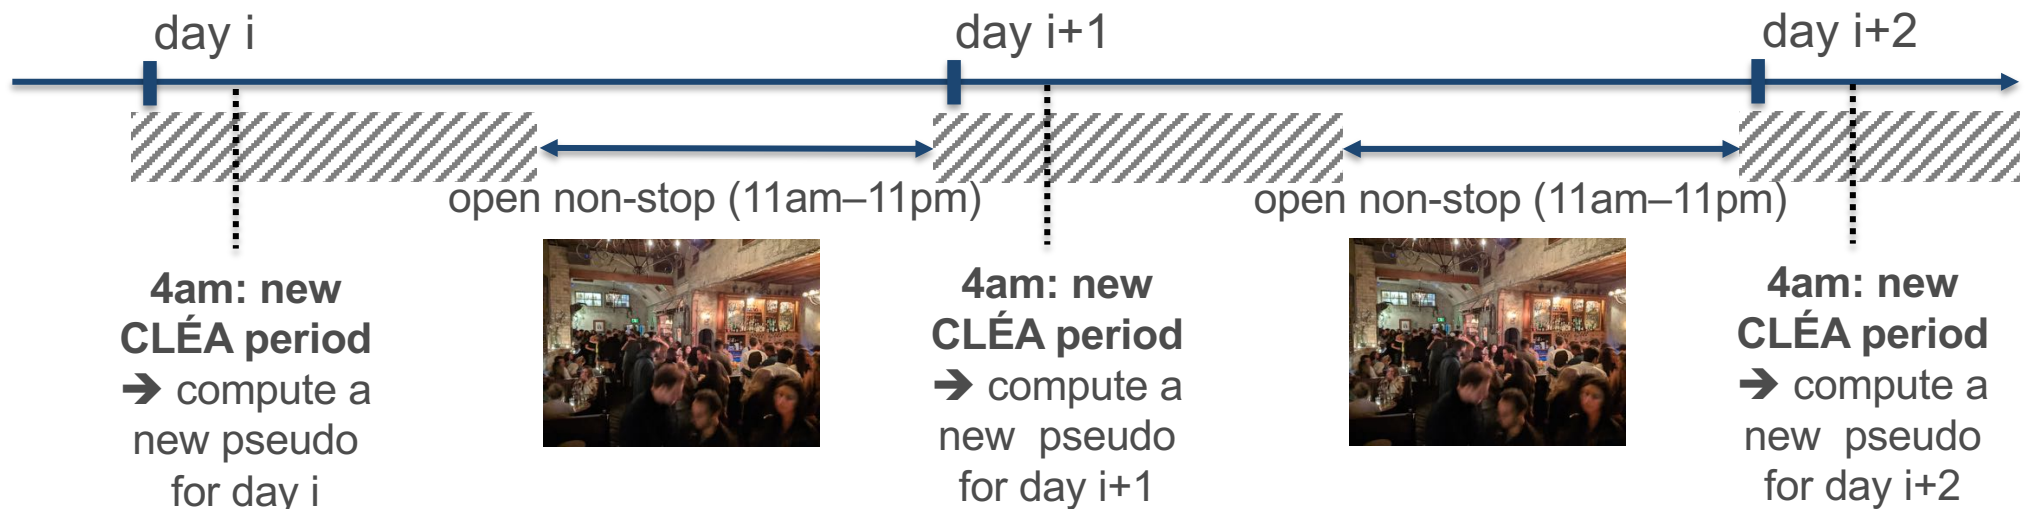 day i
day i+1
day i+2
open non-stop (11am–11pm)
open non-stop (11am–11pm)
4am: new
CLÉA period
➔ compute a
new pseudo
for day i
4am: new
CLÉA period
➔ compute a
new pseudo
for day i+1
4am: new
CLÉA period
➔ compute a
new pseudo
for day i+2